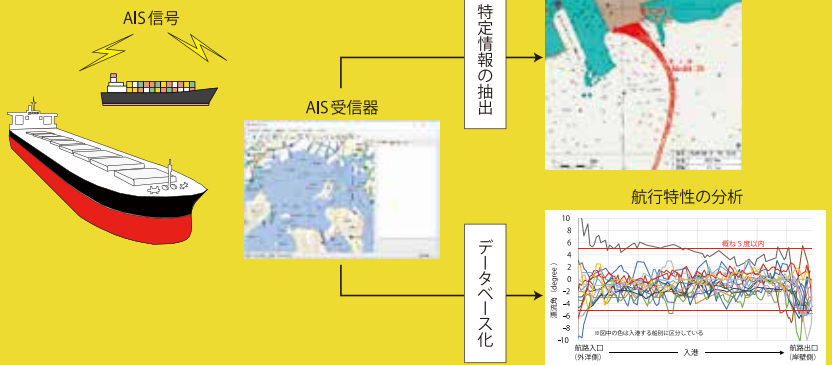 AIS信号
AIS受信器
特定情報の抽出
データベース化
航行特性の分析
概ね5度以内
漂流角(degree)
10
8
6
4
2
0
-2
-4
-6
-8
-10
※図中の色は入港する船別に区分している
航路入口
(外洋側)
入港
航路出口
(岸壁側)